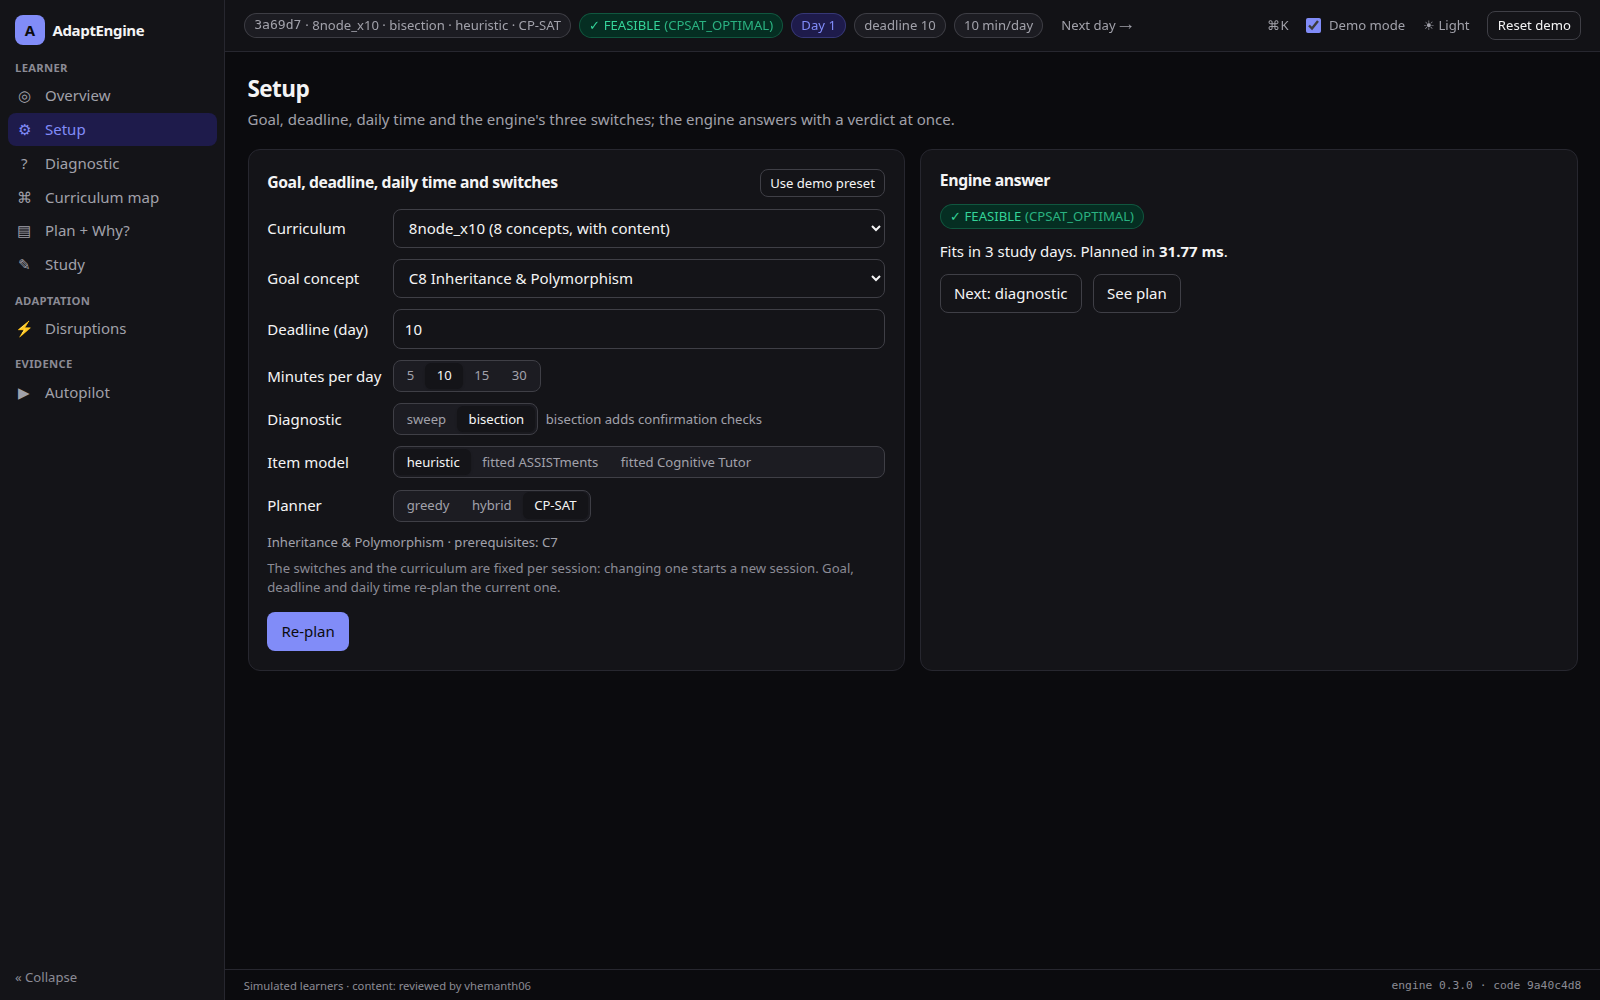 A AdaptEngine
LEARNER
◎ Overview
⚙ Setup
? Diagnostic
⌘ Curriculum map
▤ Plan + Why?
✎ Study
ADAPTATION
⚡ Disruptions
EVIDENCE
▶ Autopilot
« Collapse
3a69d7 · 8node_x10 · bisection · heuristic · CP-SAT ✓ FEASIBLE (CPSAT_OPTIMAL) Day 1 deadline 10 10 min/day Next day → ⌘K Demo mode ☀ Light Reset demo
Setup
Goal, deadline, daily time and the engine's three switches; the engine answers with a verdict at once.
Goal, deadline, daily time and switches Use demo preset
Curriculum 8node_x10 (8 concepts, with content)
Goal concept C8 Inheritance & Polymorphism
Deadline (day) 10
Minutes per day 5 10 15 30
Diagnostic sweep bisection bisection adds confirmation checks
Item model heuristic fitted ASSISTments fitted Cognitive Tutor
Planner greedy hybrid CP-SAT
Inheritance & Polymorphism · prerequisites: C7
The switches and the curriculum are fixed per session: changing one starts a new session. Goal,
deadline and daily time re-plan the current one.
Re-plan
Engine answer
✓ FEASIBLE (CPSAT_OPTIMAL)
Fits in 3 study days. Planned in 31.77 ms.
Next: diagnostic See plan
Simulated learners · content: reviewed by vhemanth06
engine 0.3.0 · code 9a40c4d8